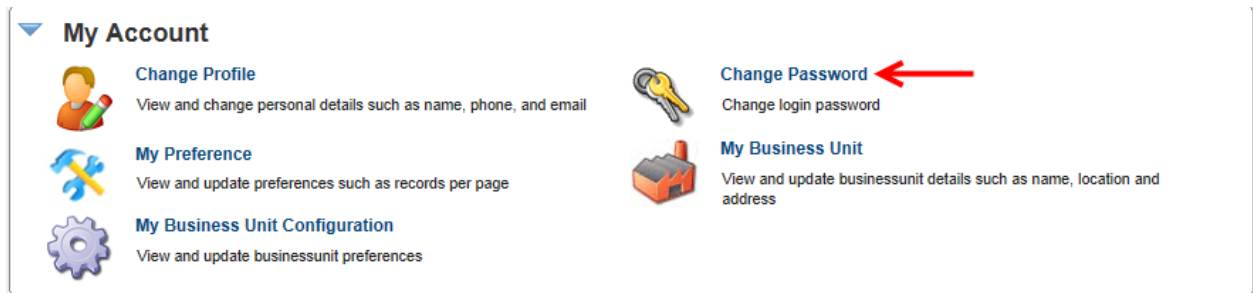 My Account
Change Profile
View and change personal details such as name, phone, and email
Change Password
Change login password
My Preference
View and update preferences such as records per page
My Business Unit
View and update businessunit details such as name, location and
address
My Business Unit Configuration
View and update businessunit preferences